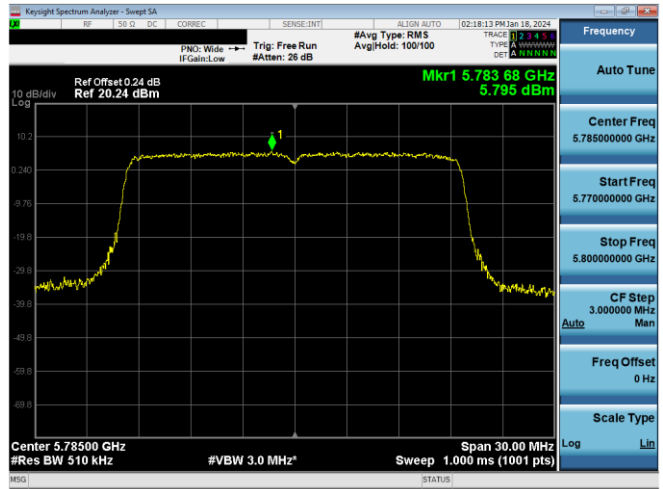 Keysight Spectrum Analyzer - Swept SA
RF 50 Ω DC CORREC SENSE:INT ALIGN AUTO 02:18:13 PM Jan 18, 2024
PNO: Wide
IFGain:Low
Trig: Free Run
#Atten: 26 dB
#Avg Type: RMS
Avg|Hold: 100/100
TRACE 1 2 3 4 5 6
TYPE A WWWWW
DET A N N N N N
Mkr1 5.783 68 GHz
5.795 dBm
Ref Offset 0.24 dB
10 dB/div Ref 20.24 dBm
Log
1
10.2
0.240
-9.76
-19.8
-29.8
-39.8
-49.8
-59.8
-69.8
Center 5.78500 GHz Span 30.00 MHz
#Res BW 510 kHz #VBW 3.0 MHz* Sweep 1.000 ms (1001 pts)
MSG STATUS
Frequency
Auto Tune
Center Freq
5.785000000 GHz
Start Freq
5.770000000 GHz
Stop Freq
5.800000000 GHz
CF Step
3.000000 MHz
Auto Man
Freq Offset
0 Hz
Scale Type
Log Lin